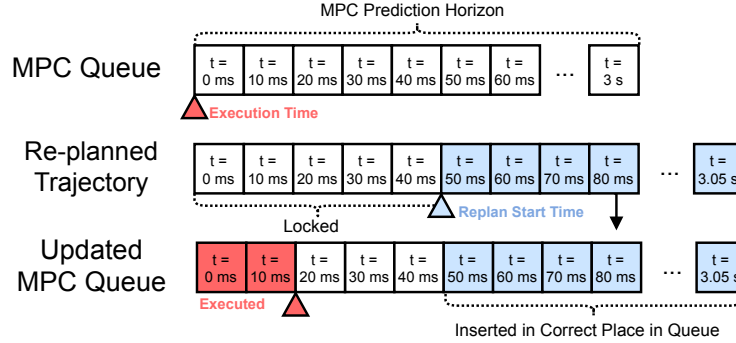 MPC Prediction Horizon
MPC Queue
t = 0 ms
t = 10 ms
t = 20 ms
t = 30 ms
t = 40 ms
t = 50 ms
t = 60 ms
...
t = 3 s
Execution Time
Re-planned
Trajectory
t = 0 ms
t = 10 ms
t = 20 ms
t = 30 ms
t = 40 ms
t = 50 ms
t = 60 ms
t = 70 ms
t = 80 ms
...
t = 3.05 s
Locked
Replan Start Time
Updated
MPC Queue
t = 0 ms
t = 10 ms
t = 20 ms
t = 30 ms
t = 40 ms
t = 50 ms
t = 60 ms
t = 70 ms
t = 80 ms
...
t = 3.05 s
Executed
Inserted in Correct Place in Queue